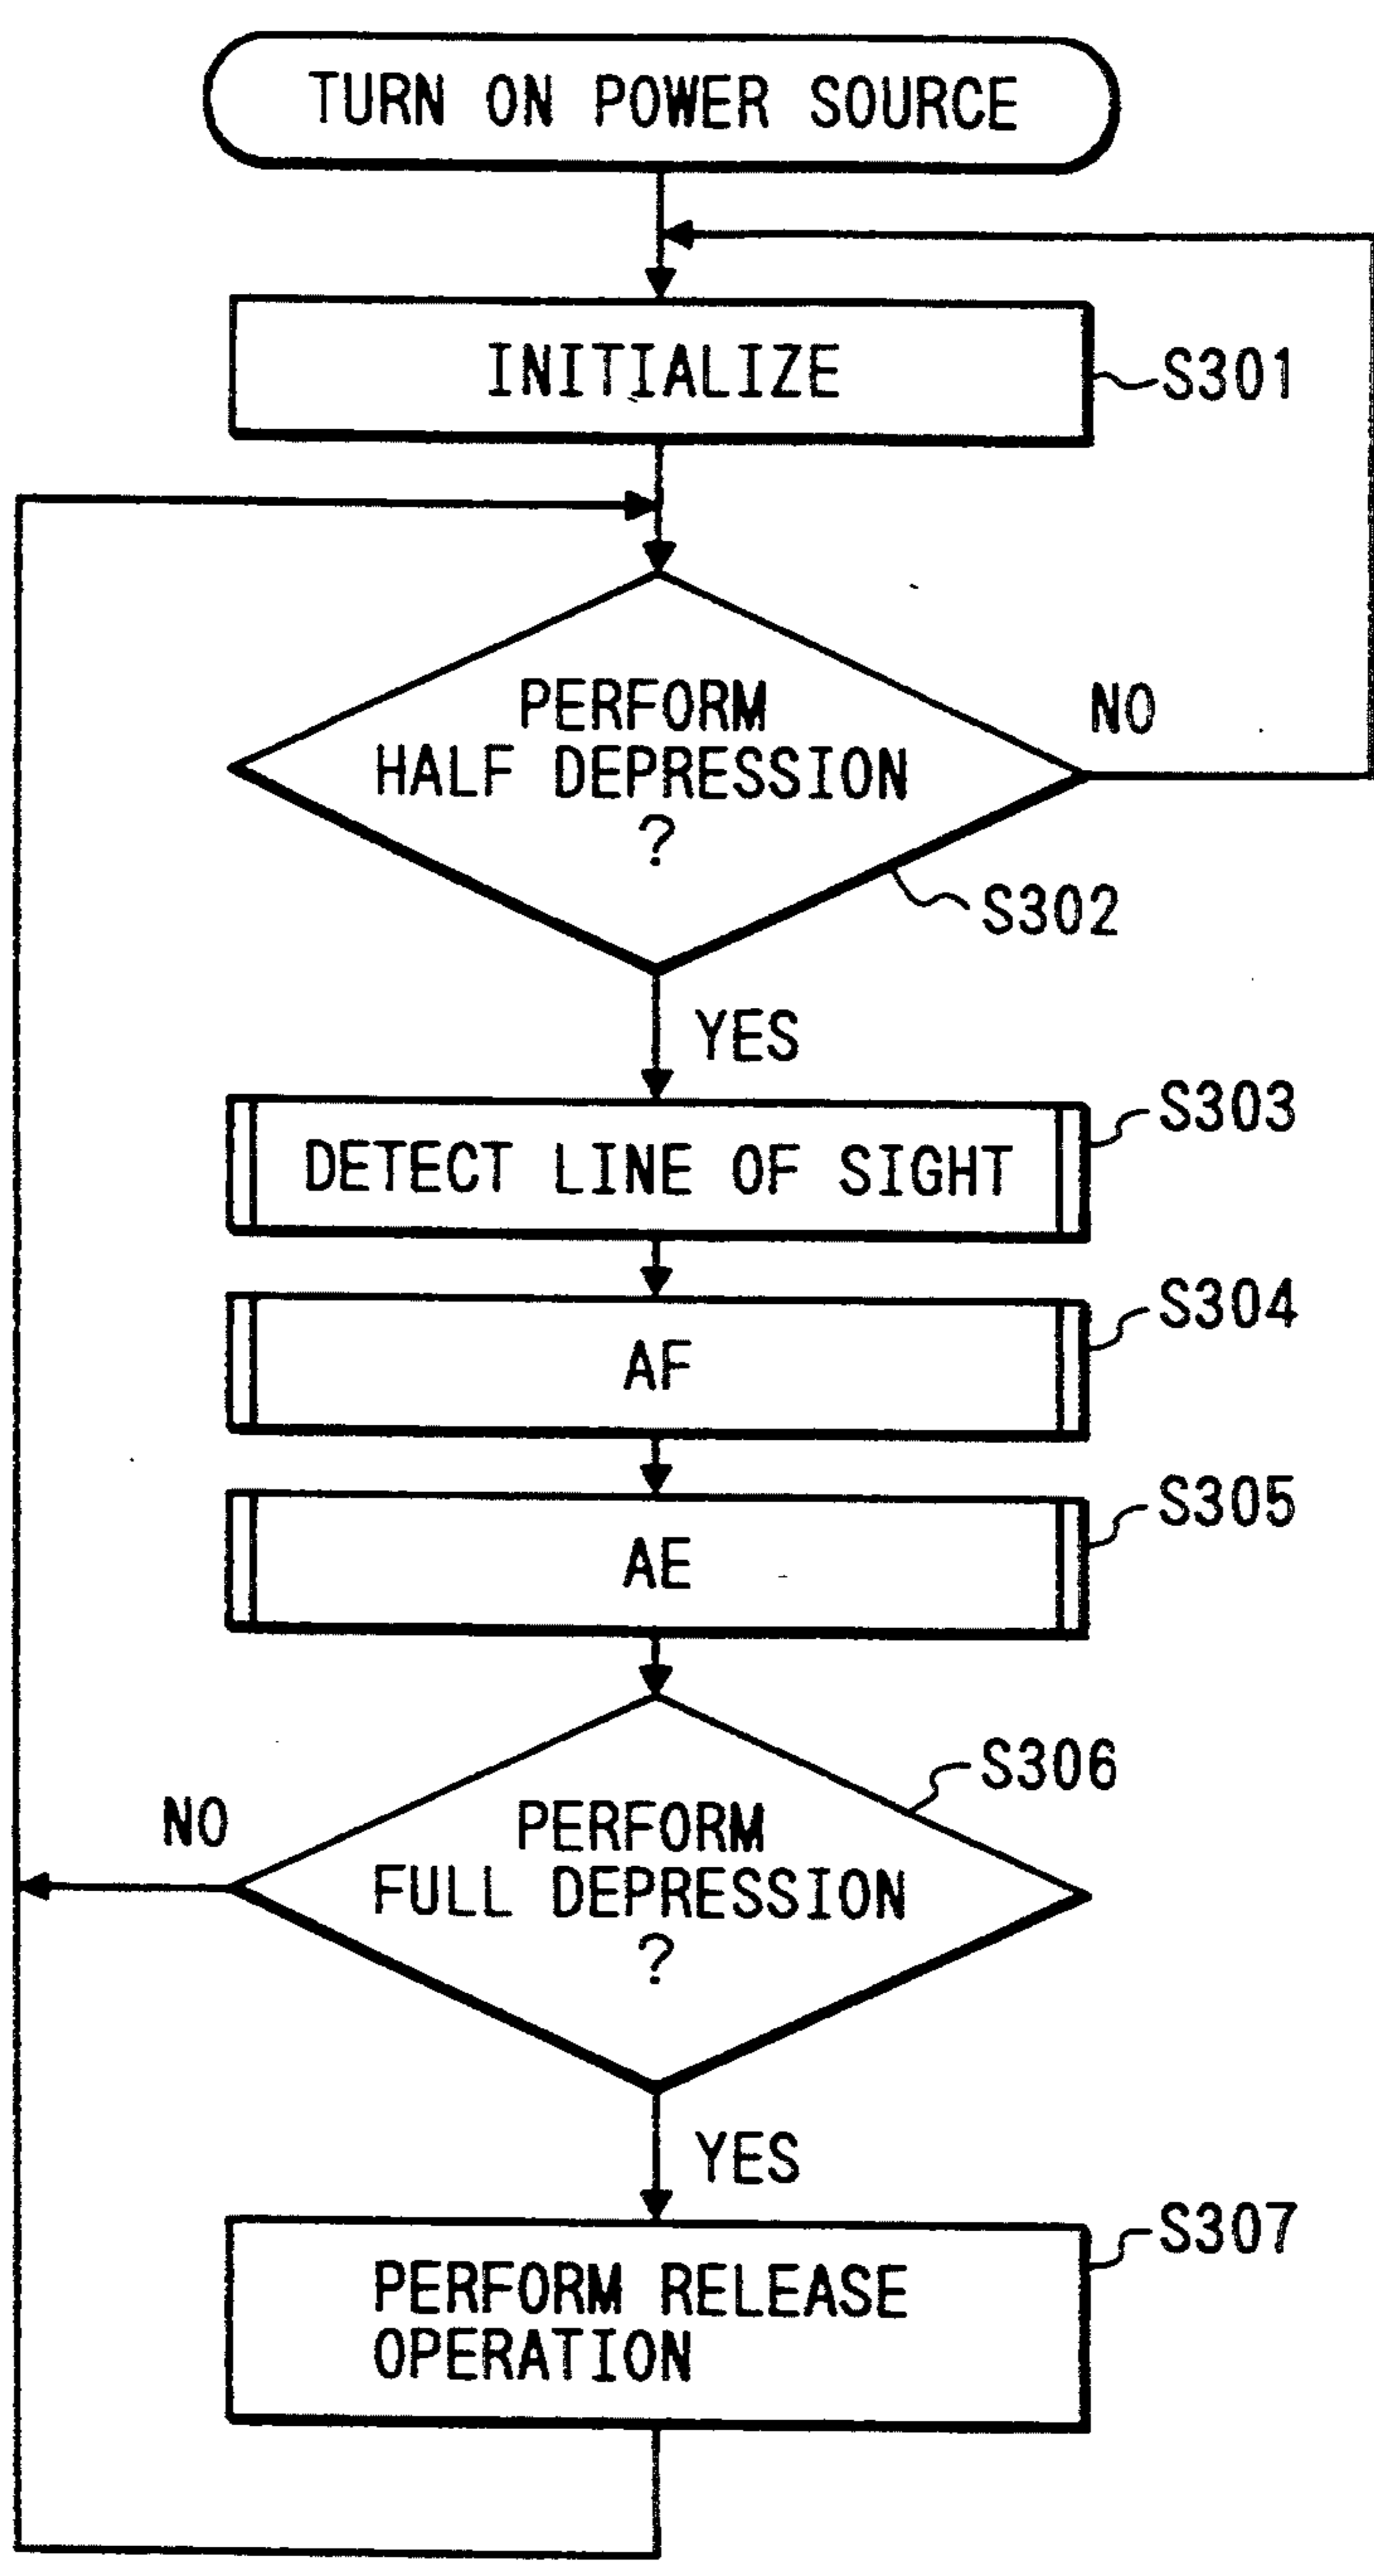 TURN ON POWER SOURCE
INITIALIZE
S301
PERFORM
HALF DEPRESSION
?
NO
S302
YES
DETECT LINE OF SIGHT
S303
AF
S304
AE
S305
PERFORM
FULL DEPRESSION
?
S306
NO
YES
PERFORM RELEASE
OPERATION
S307